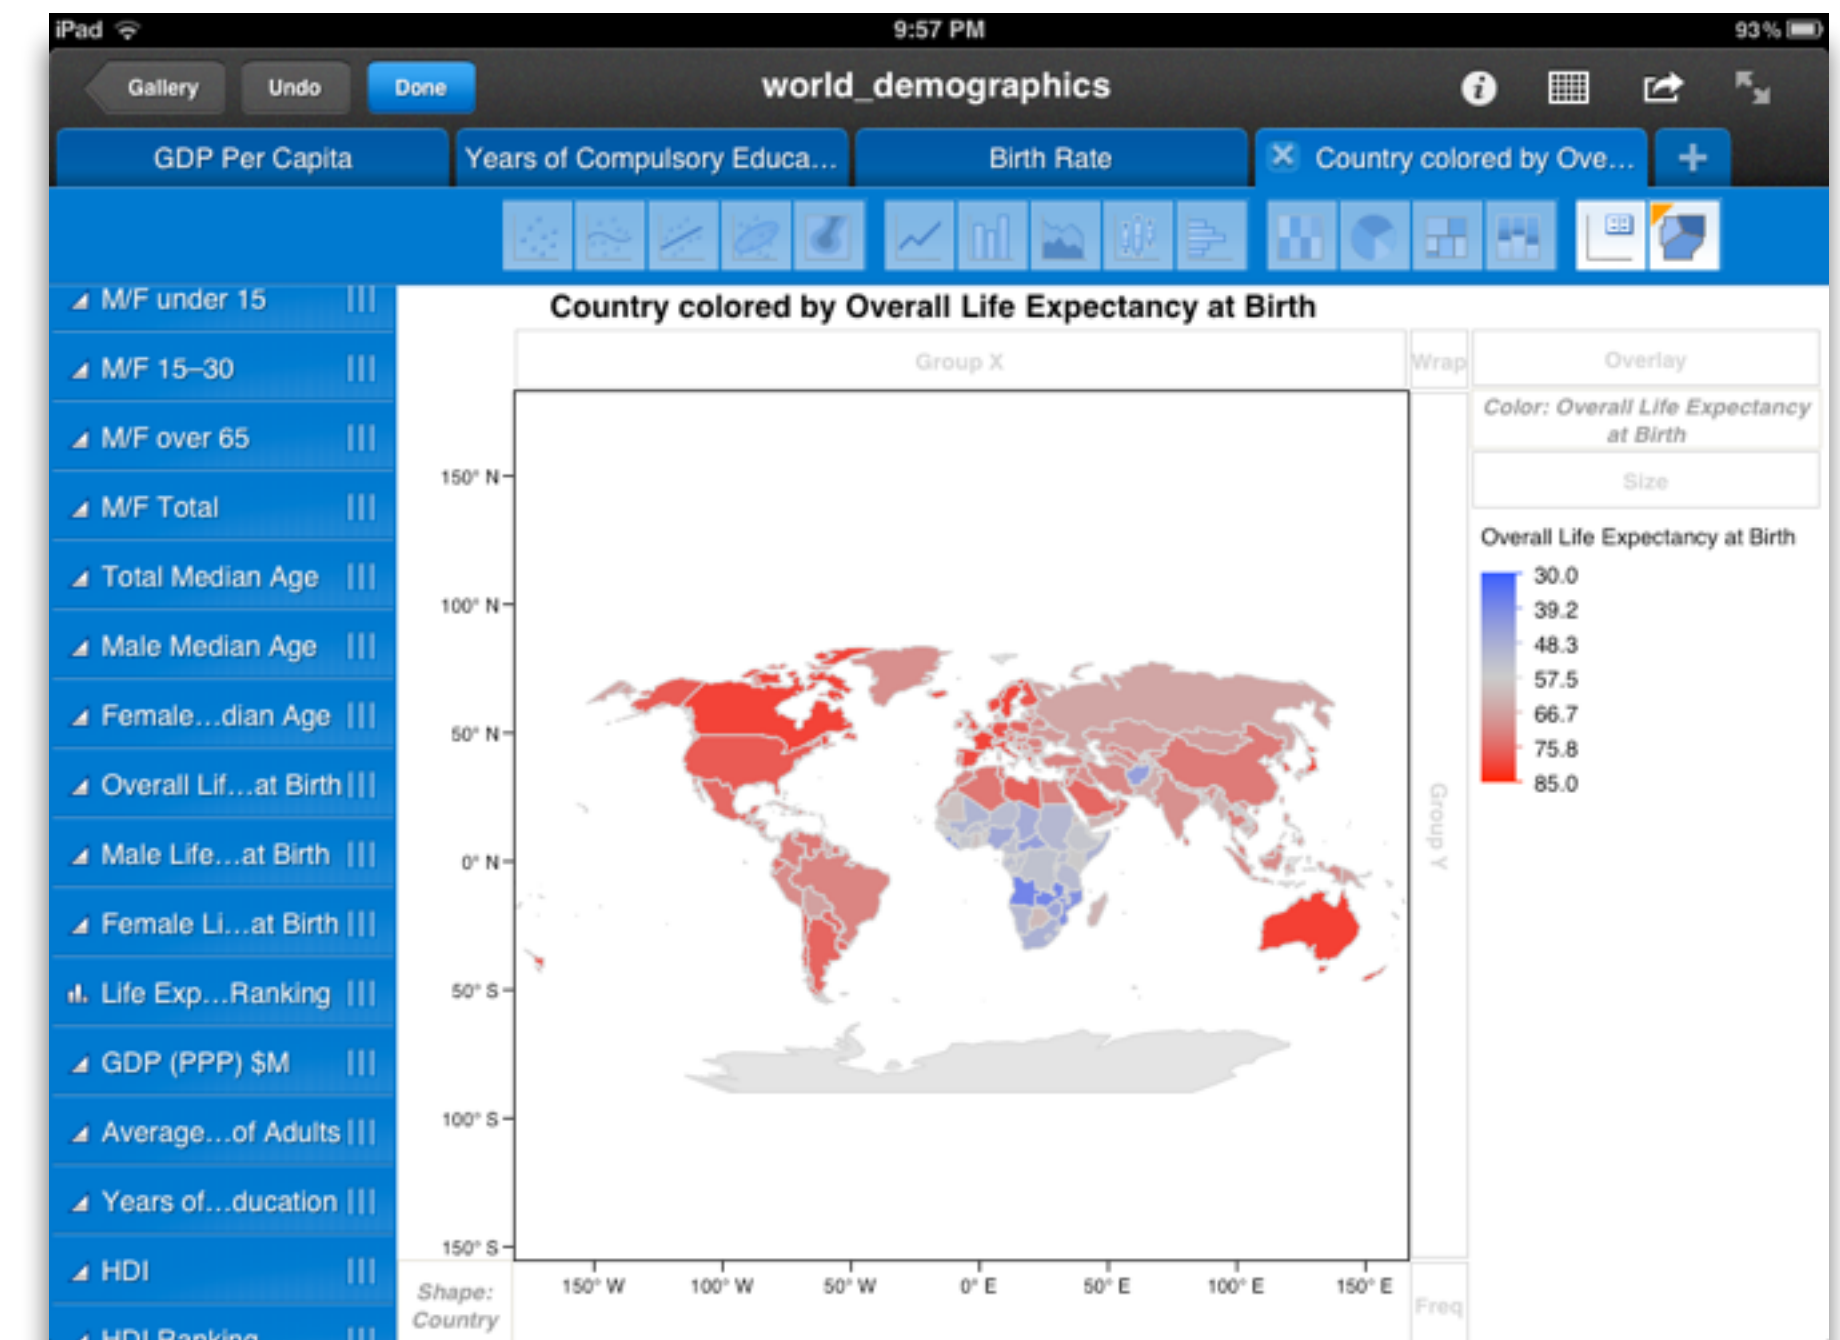 iPad 9:57 PM 93%
Gallery Undo Done world_demographics
GDP Per Capita Years of Compulsory Educa... Birth Rate Country colored by Ove...
M/F under 15
M/F 15–30
M/F over 65
M/F Total
Total Median Age
Male Median Age
Female...dian Age
Overall Lif...at Birth
Male Life...at Birth
Female Li...at Birth
Life Exp...Ranking
GDP (PPP) $M
Average...of Adults
Years of...ducation
HDI
HDI Ranking
Country colored by Overall Life Expectancy at Birth
Group X
Wrap
Overlay
Color: Overall Life Expectancy
at Birth
Size
Overall Life Expectancy at Birth
30.0
39.2
48.3
57.5
66.7
75.8
85.0
Group Y
150° N
100° N
50° N
0° N
50° S
100° S
150° S
150° W 100° W 50° W 0° E 50° E 100° E 150° E
Shape:
Country
Freq